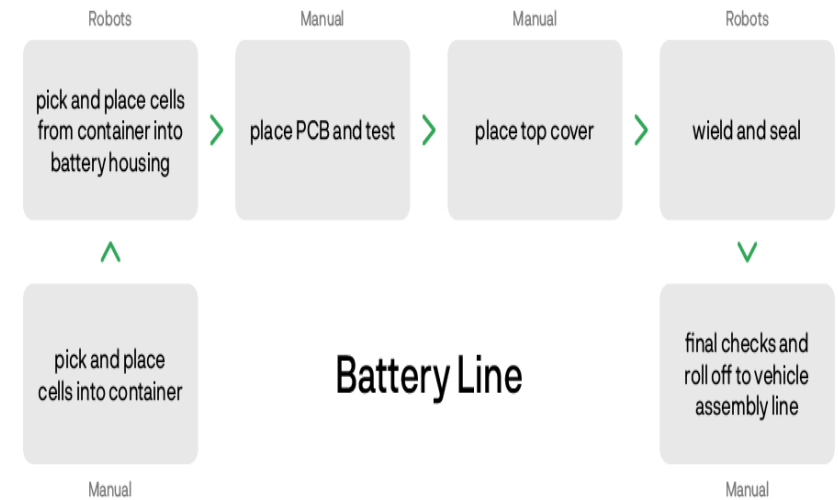 Robots
Manual
Manual
Robots
pick and place cells
from container into
battery housing
place PCB and test
place top cover
wield and seal
pick and place
cells into container
Battery Line
final checks and
roll off to vehicle
assembly line
Manual
Manual